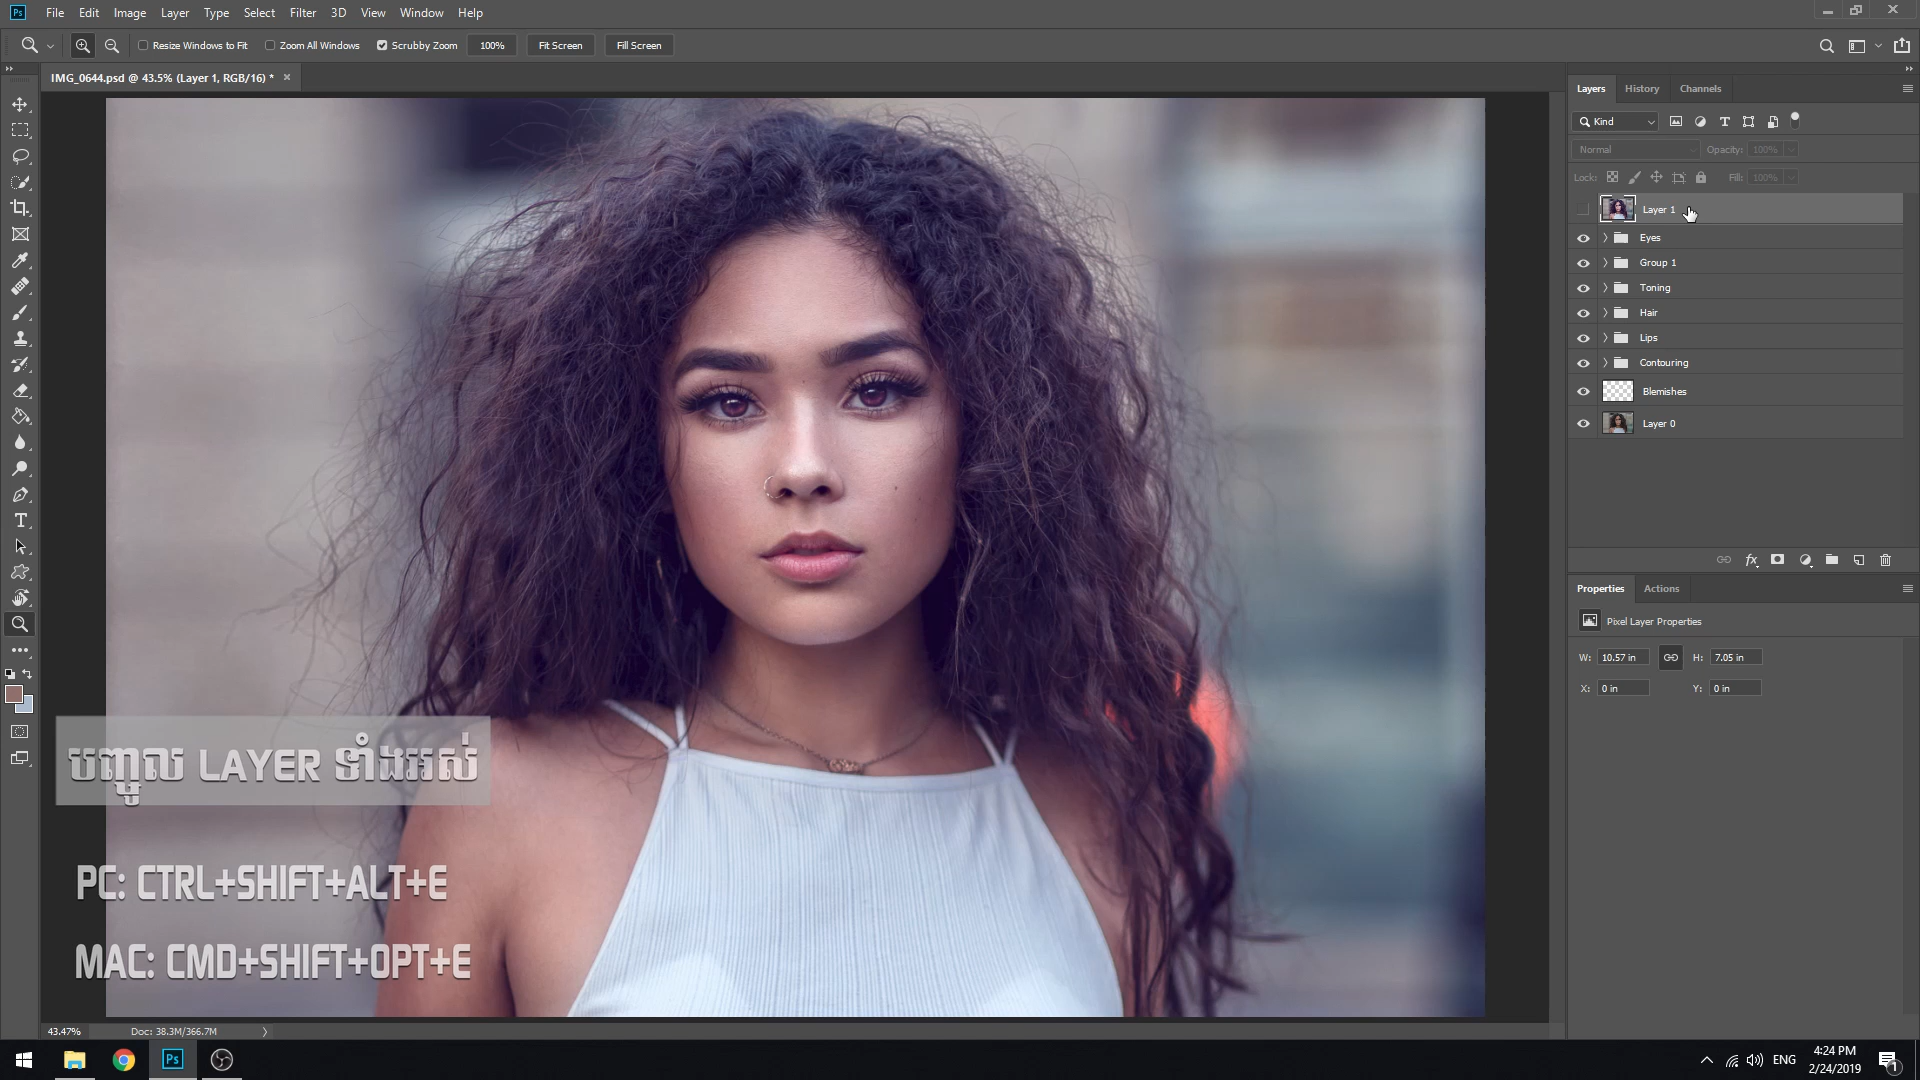 Ps File Edit Image Layer Type Select Filter 3D View Window Help
Resize Windows to Fit Zoom All Windows Scrubby Zoom 100% Fit Screen Fill Screen
IMG_0644.psd @ 43.5% (Layer 1, RGB/16) *
Layers History Channels
Kind
Normal Opacity: 100%
Lock: Fill: 100%
Layer 1
Eyes
Group 1
Toning
Hair
Lips
Contouring
Blemishes
Layer 0
fx
Properties Actions
Pixel Layer Properties
W: 10.57 in H: 7.05 in
X: 0 in Y: 0 in
បញ្ចូល LAYER ទាំងអស់
PC: CTRL+SHIFT+ALT+E
MAC: CMD+SHIFT+OPT+E
43.47% Doc: 38.3M/366.7M
Ps
ENG
4:24 PM
2/24/2019
1